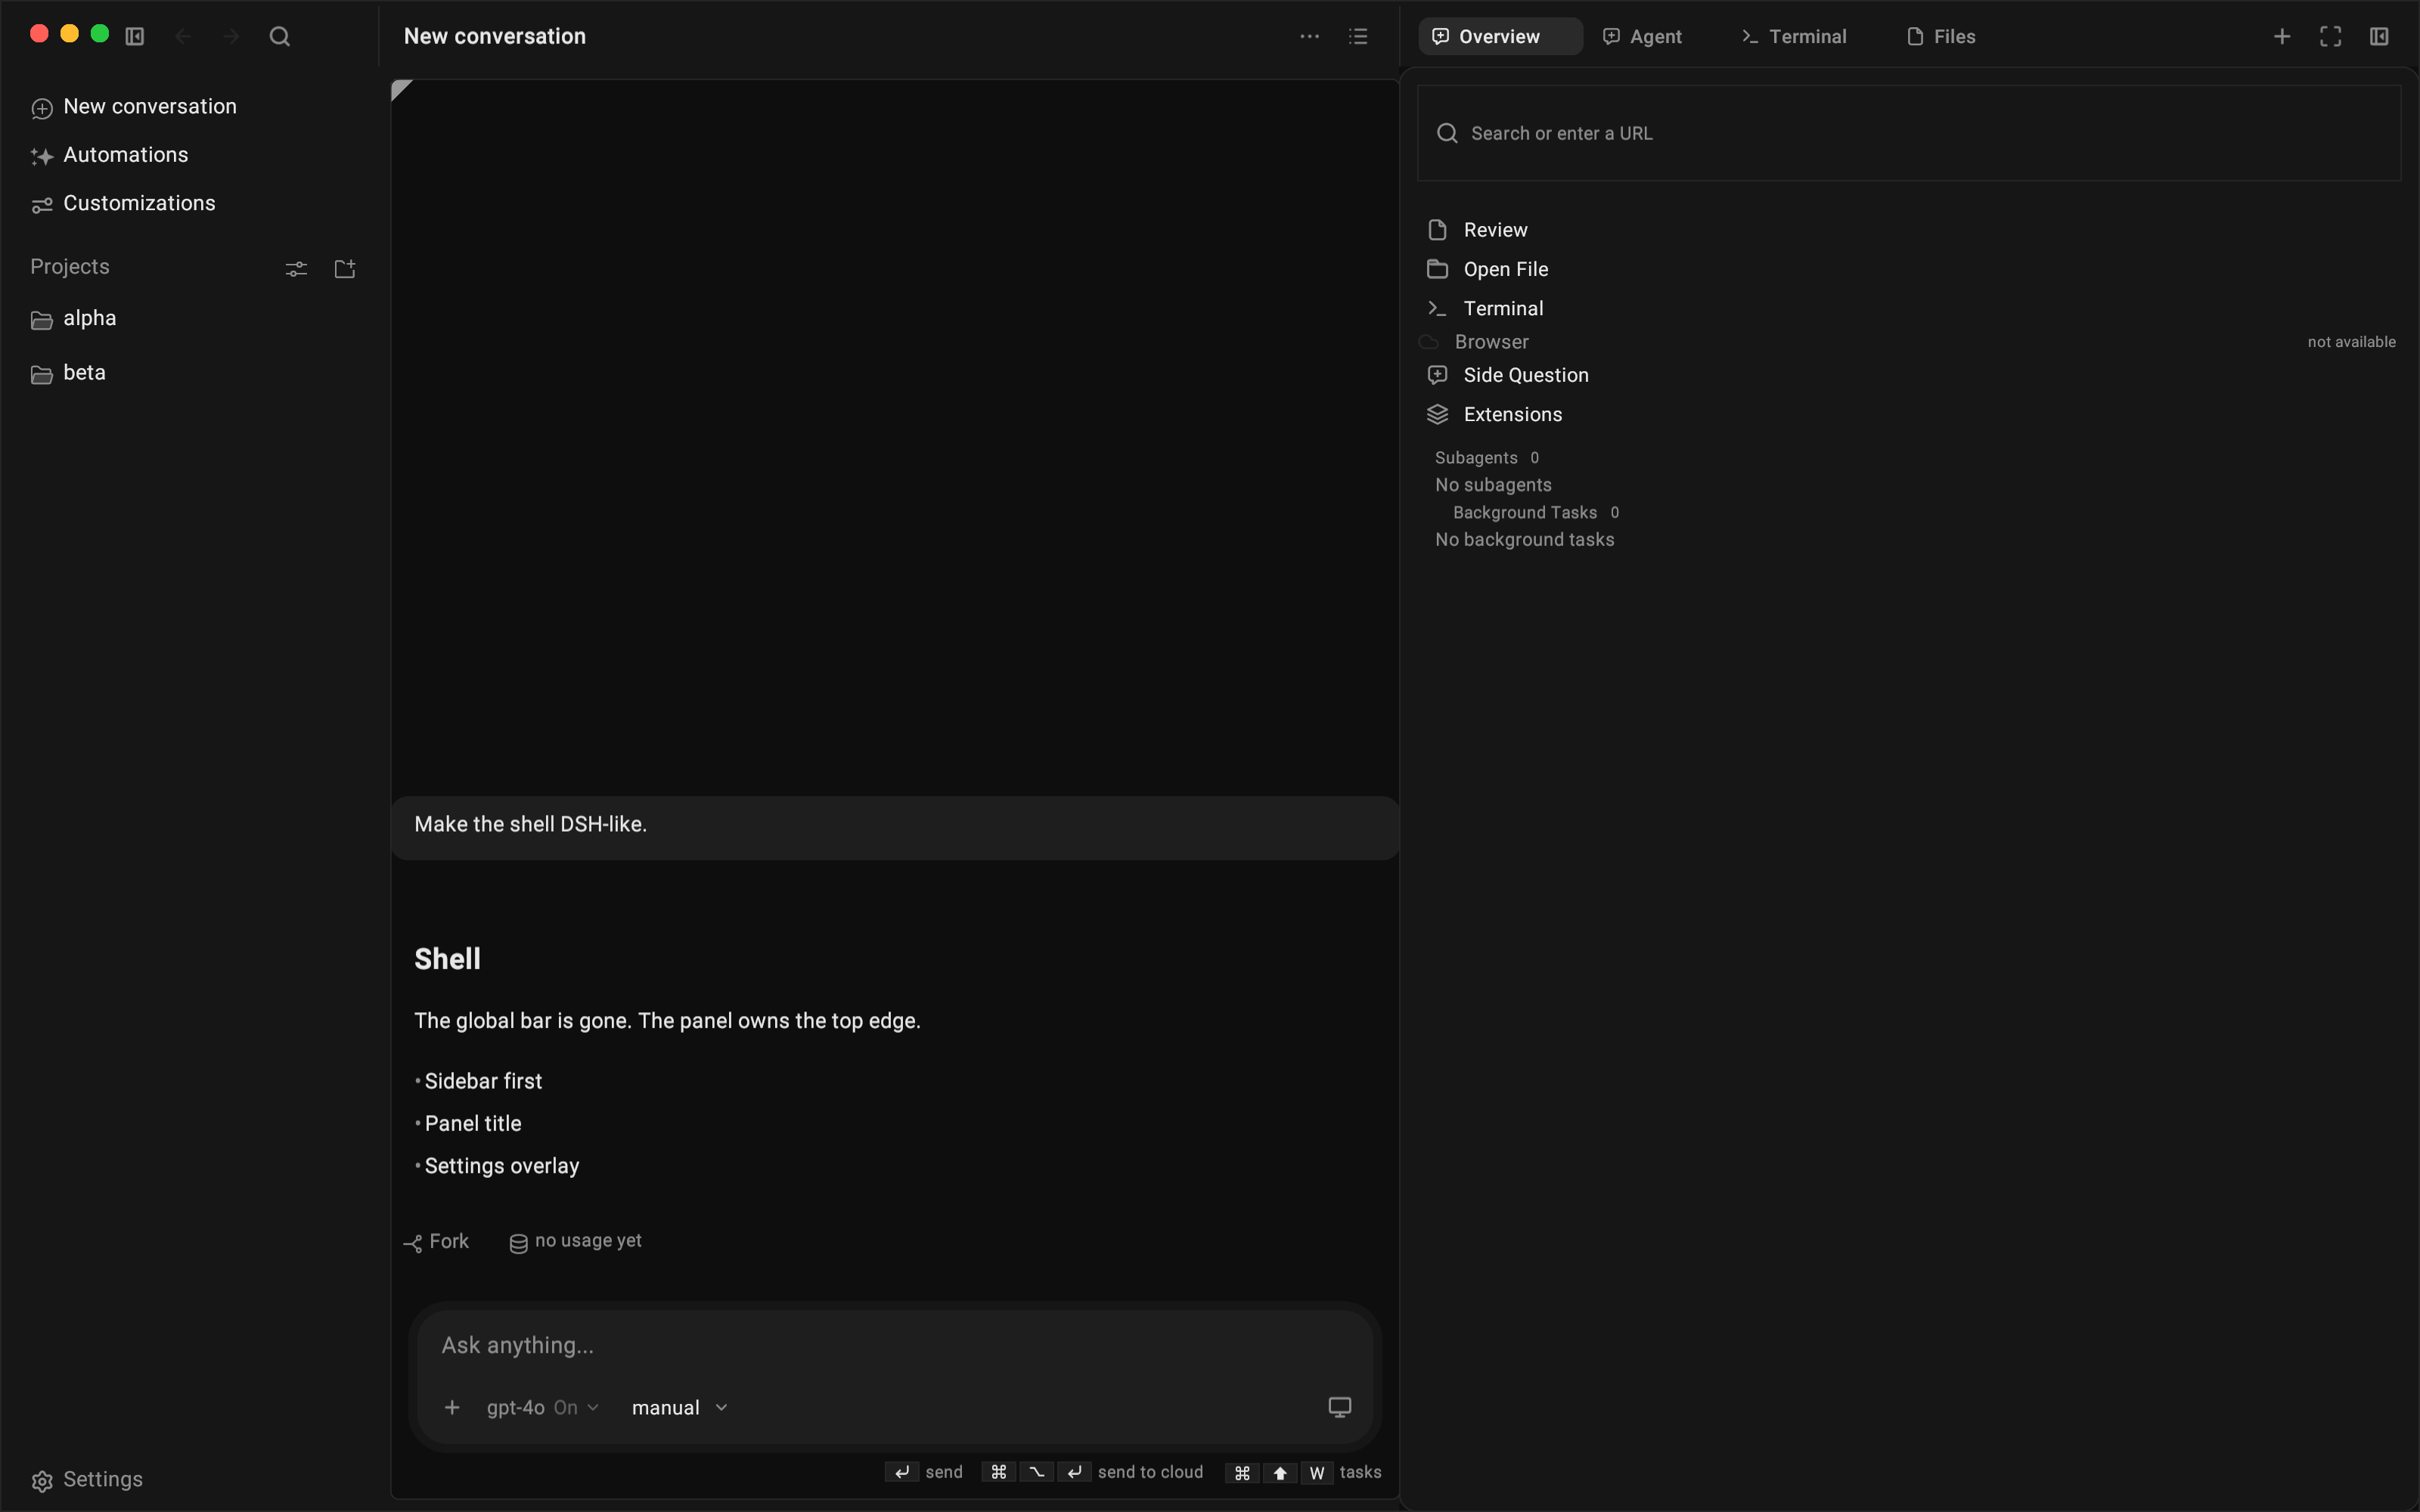 New conversation
Automations
Customizations
Projects
alpha
beta
Settings
New conversation
Make the shell DSH-like.
Shell
The global bar is gone. The panel owns the top edge.
• Sidebar first
• Panel title
• Settings overlay
Fork no usage yet
Ask anything...
+ gpt-4o On manual
↵ send ⌘ ⌥ ↵ send to cloud ⌘ ⬆ W tasks
Overview Agent Terminal Files
Search or enter a URL
Review
Open File
Terminal
Browser not available
Side Question
Extensions
Subagents 0
No subagents
Background Tasks 0
No background tasks